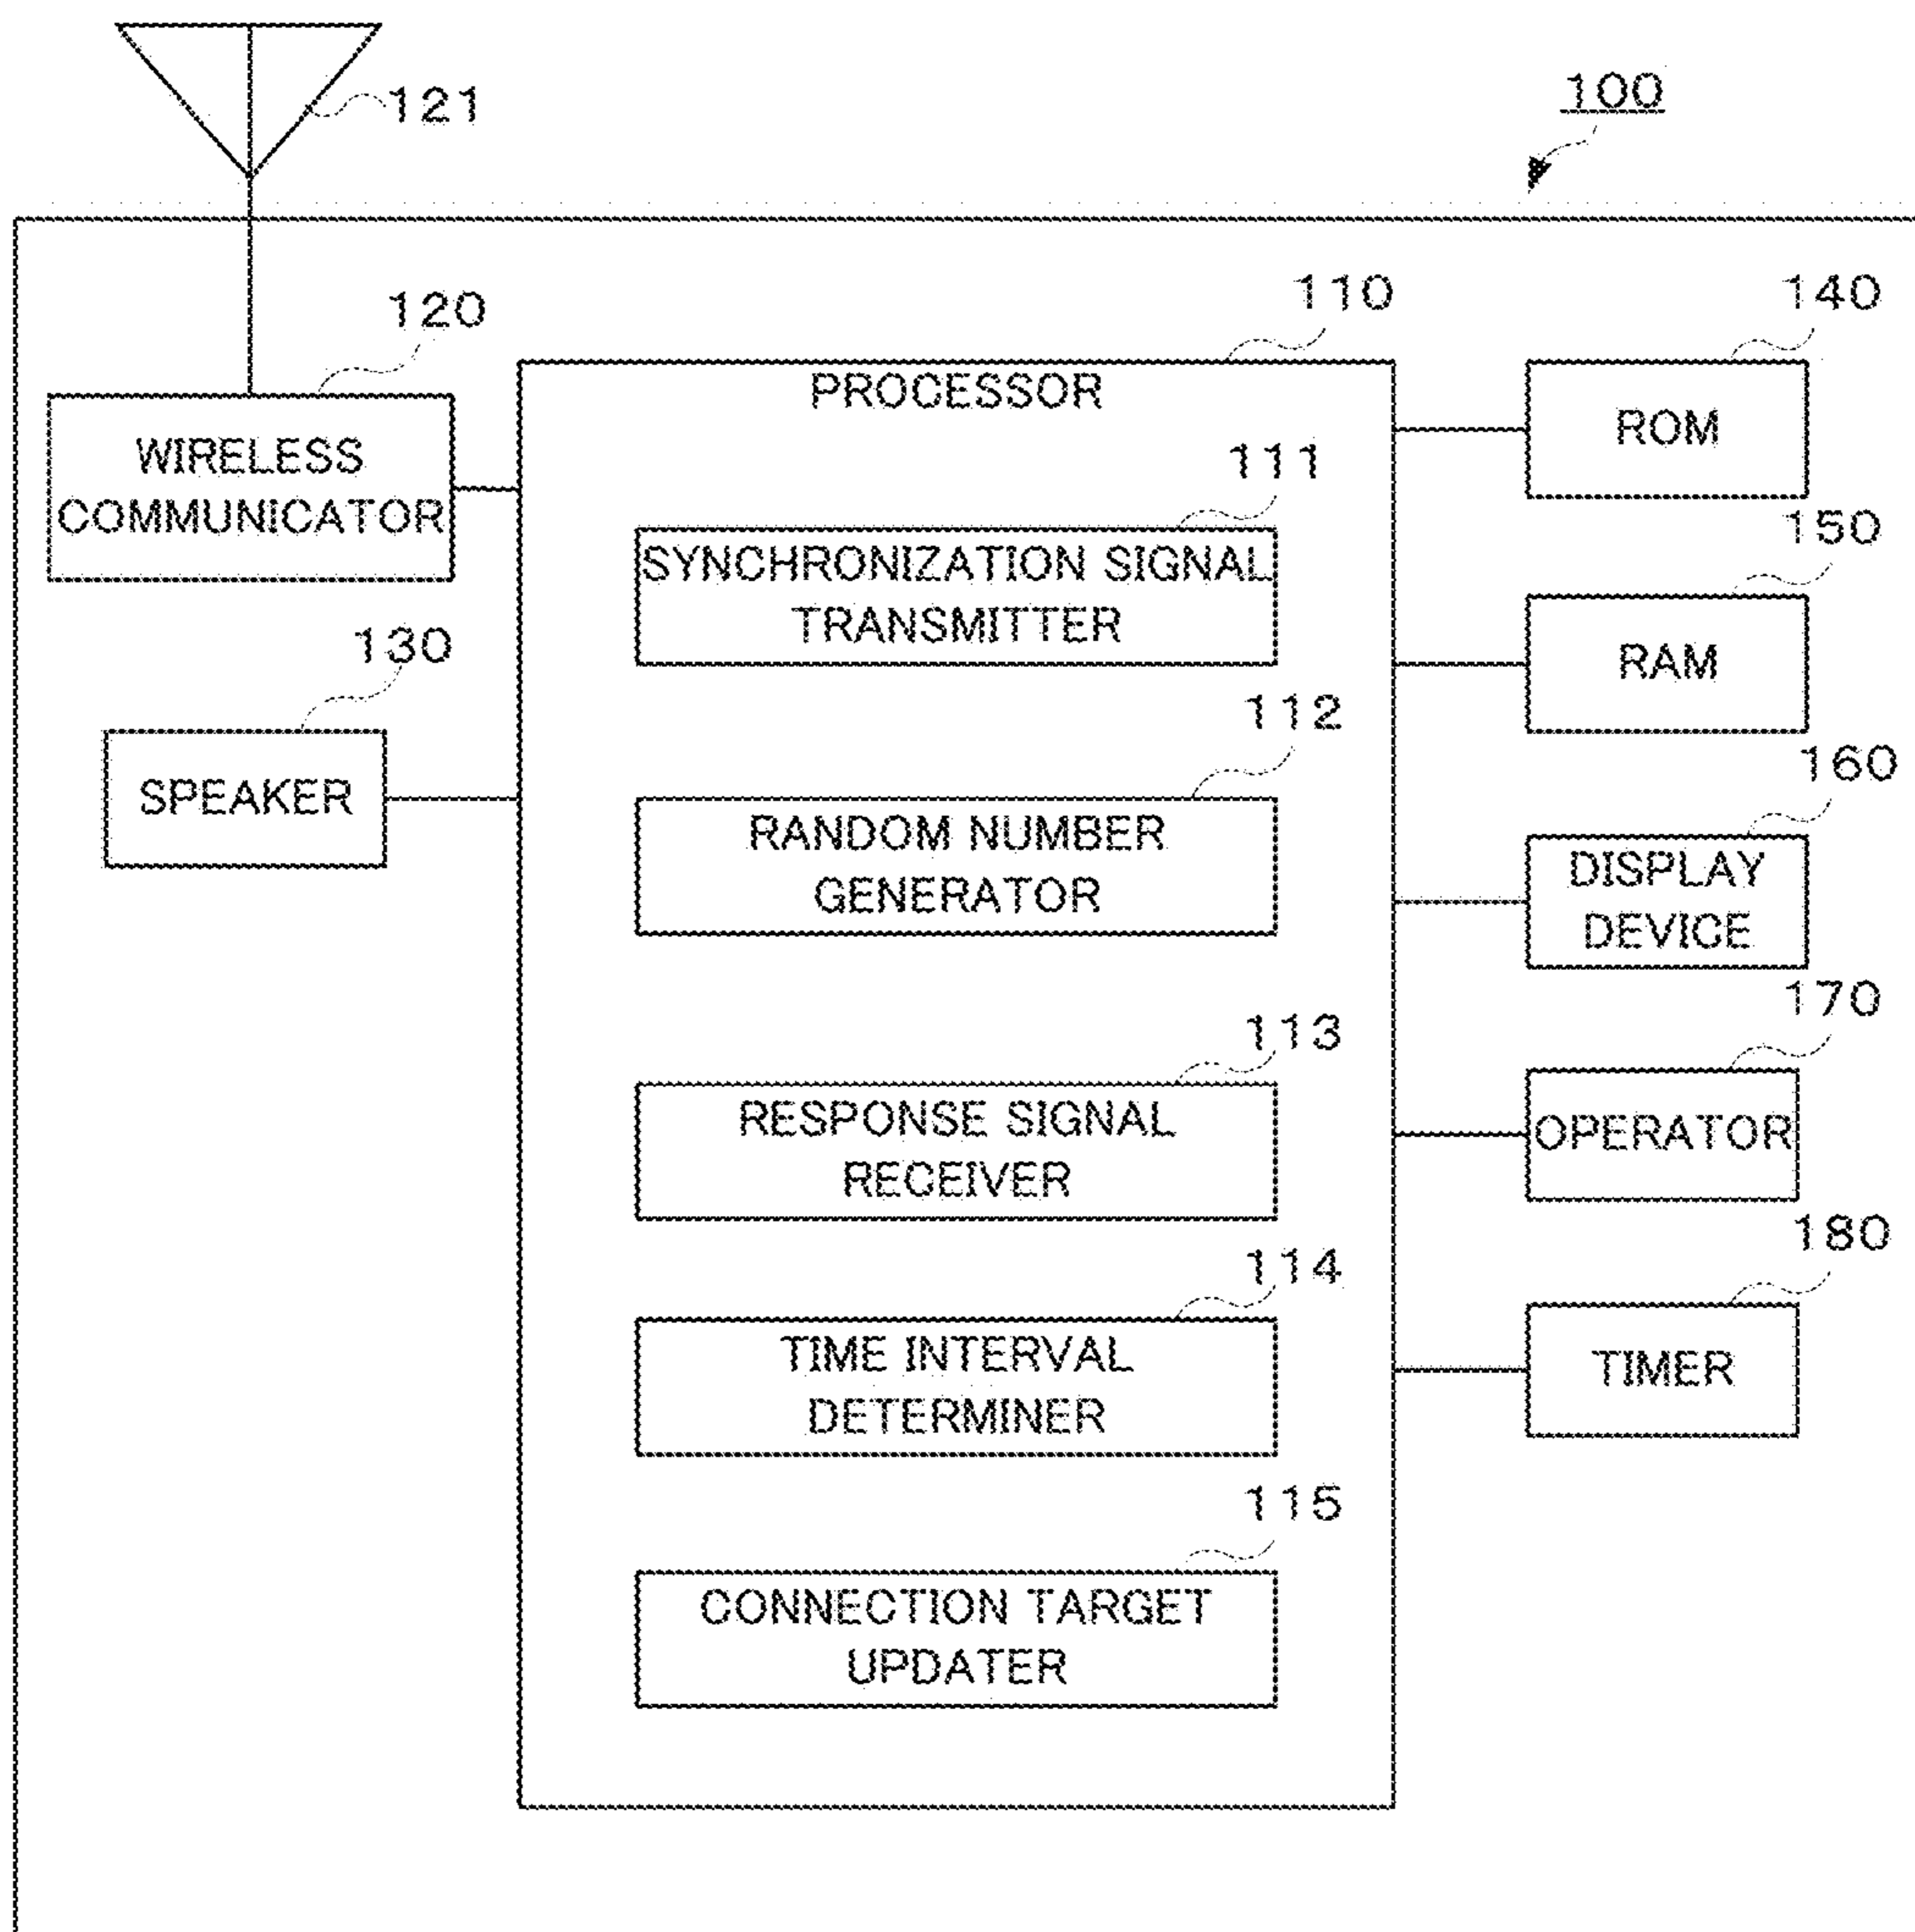 121
100
120
WIRELESS
COMMUNICATOR
130
SPEAKER
110
PROCESSOR
111
SYNCHRONIZATION SIGNAL
TRANSMITTER
112
RANDOM NUMBER
GENERATOR
113
RESPONSE SIGNAL
RECEIVER
114
TIME INTERVAL
DETERMINER
115
CONNECTION TARGET
UPDATER
140
ROM
150
RAM
160
DISPLAY
DEVICE
170
OPERATOR
180
TIMER